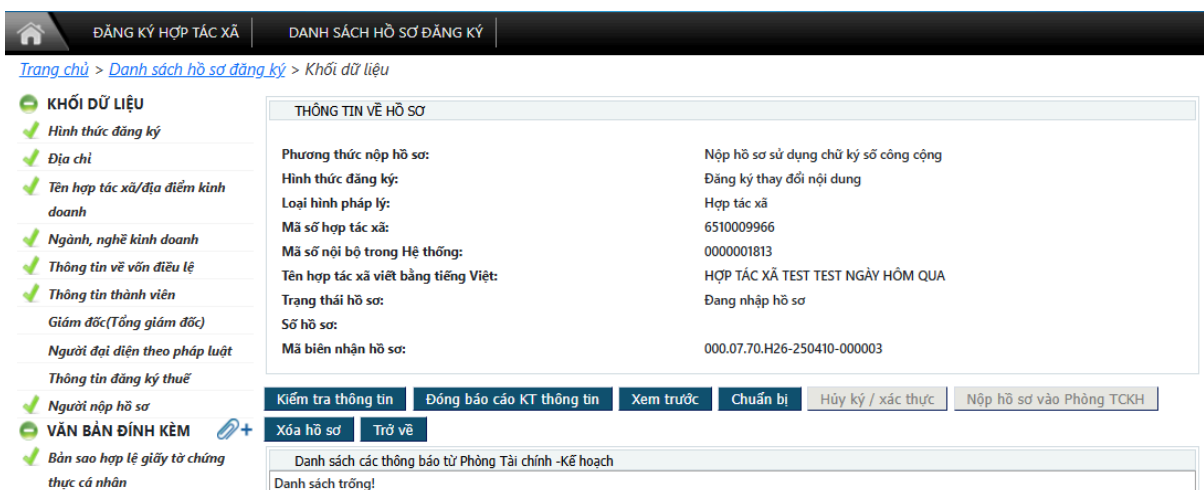 ĐĂNG KÝ HỢP TÁC XÃ
DANH SÁCH HỒ SƠ ĐĂNG KÝ
Trang chủ > Danh sách hồ sơ đăng ký > Khối dữ liệu
KHỐI DỮ LIỆU
Hình thức đăng ký
Địa chỉ
Tên hợp tác xã/địa điểm kinh
doanh
Ngành, nghề kinh doanh
Thông tin về vốn điều lệ
Thông tin thành viên
Giám đốc(Tổng giám đốc)
Người đại diện theo pháp luật
Thông tin đăng ký thuế
Người nộp hồ sơ
VĂN BẢN ĐÍNH KÈM
Bản sao hợp lệ giấy tờ chứng
thực cá nhân
THÔNG TIN VỀ HỒ SƠ
Phương thức nộp hồ sơ: Nộp hồ sơ sử dụng chữ ký số công cộng
Hình thức đăng ký: Đăng ký thay đổi nội dung
Loại hình pháp lý: Hợp tác xã
Mã số hợp tác xã: 6510009966
Mã số nội bộ trong Hệ thống: 0000001813
Tên hợp tác xã viết bằng tiếng Việt: HỢP TÁC XÃ TEST TEST NGÀY HÔM QUA
Trạng thái hồ sơ: Đang nhập hồ sơ
Số hồ sơ:
Mã biên nhận hồ sơ: 000.07.70.H26-250410-000003
Kiểm tra thông tin Đóng báo cáo KT thông tin Xem trước Chuẩn bị Hủy ký / xác thực Nộp hồ sơ vào Phòng TCKH
Xóa hồ sơ Trở về
Danh sách các thông báo từ Phòng Tài chính -Kế hoạch
Danh sách trống!